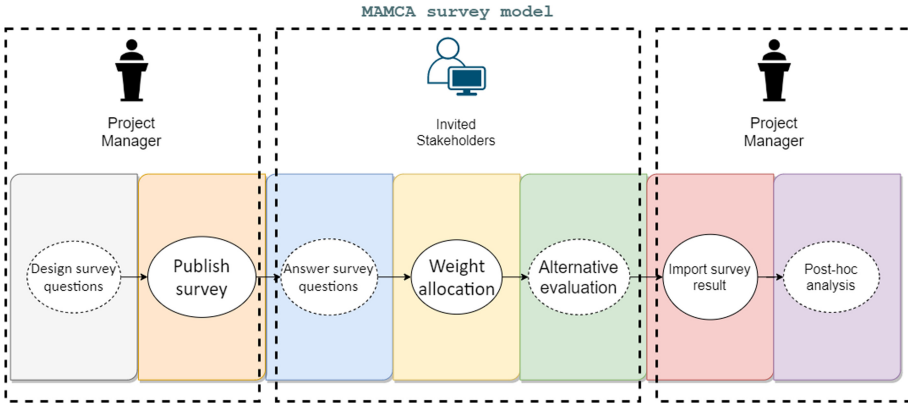 MAMCA survey model
Project
Manager
Invited
Stakeholders
Project
Manager
Design survey
questions
Publish
survey
Answer survey
questions
Weight
allocation
Alternative
evaluation
Import survey
result
Post-hoc
analysis